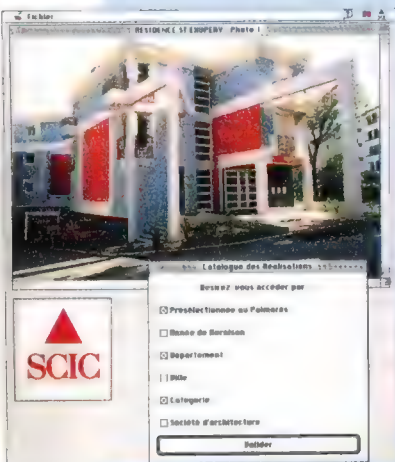 Fichier
RESIDENCE ST EXUPERY Photo 1
Catalogue des Réalisations
Désirez-vous accéder par
Présélectionnée au Palmarès
Année de livraison
Département
Ville
Catégorie
Société d'architecture
Valider
SCIC